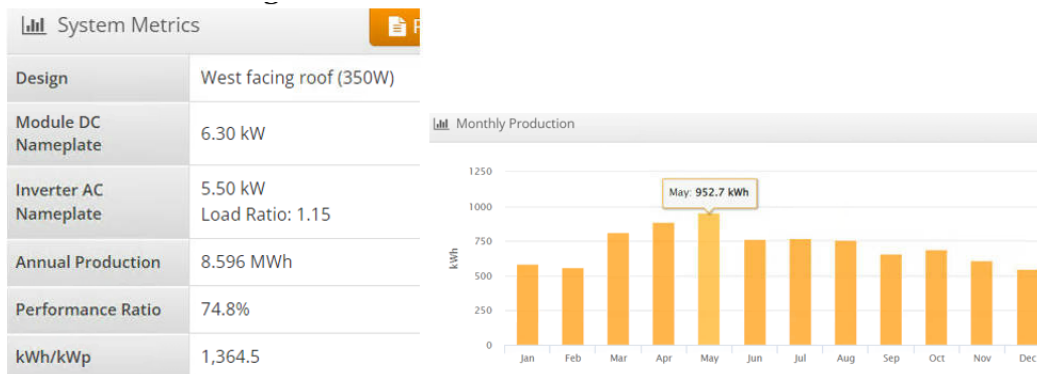 System Metrics
Design
West facing roof (350W)
Module DC
Nameplate
6.30 kW
Inverter AC
Nameplate
5.50 kW
Load Ratio: 1.15
Annual Production
8.596 MWh
Performance Ratio
74.8%
kWh/kWp
1,364.5
Monthly Production
1250
1000
750
500
250
0
kWh
May: 952.7 kWh
Jan Feb Mar Apr May Jun Jul Aug Sep Oct Nov Dec